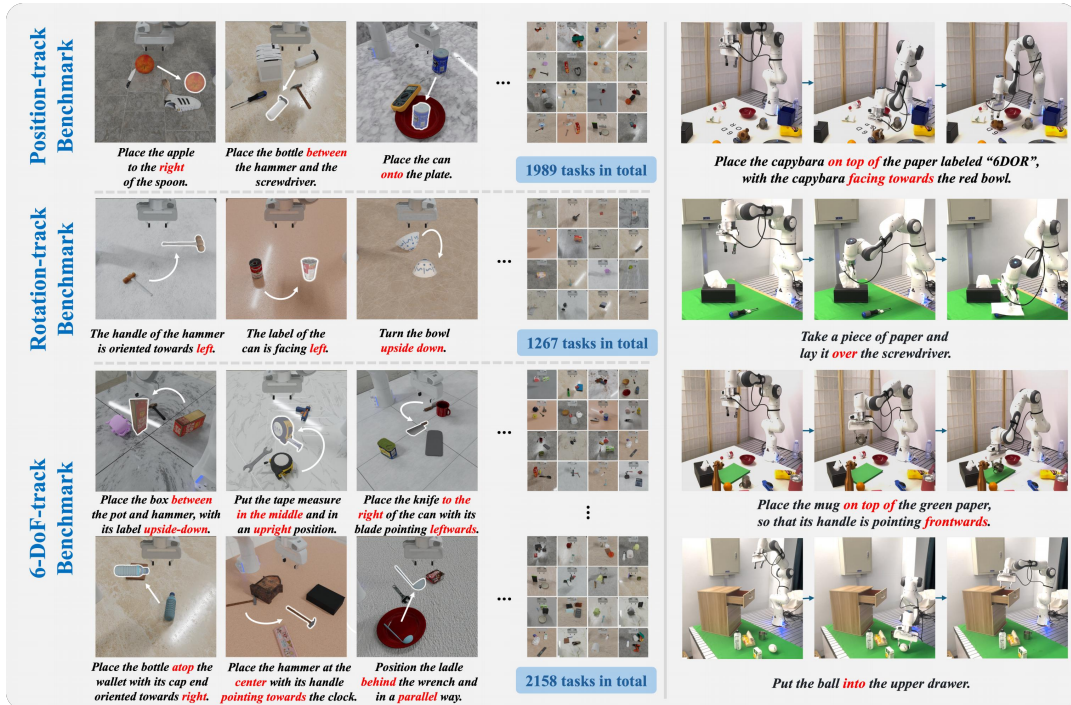 Position-track
Benchmark
Place the apple
to the right
of the spoon.
Place the bottle between
the hammer and the
screwdriver.
Place the can
onto the plate.
...
1989 tasks in total
Rotation-track
Benchmark
The handle of the hammer
is oriented towards left.
The label of the
can is facing left.
Turn the bowl
upside down.
...
1267 tasks in total
6-DoF-track
Benchmark
Place the box between
the pot and hammer, with
its label upside-down.
Put the tape measure
in the middle and in
an upright position.
Place the knife to the
right of the can with its
blade pointing leftwards.
...
Place the bottle atop the
wallet with its cap end
oriented towards right.
Place the hammer at the
center with its handle
pointing towards the clock.
Position the ladle
behind the wrench and
in a parallel way.
...
2158 tasks in total
Place the capybara on top of the paper labeled “6DOR”,
with the capybara facing towards the red bowl.
Take a piece of paper and
lay it over the screwdriver.
Place the mug on top of the green paper,
so that its handle is pointing frontwards.
Put the ball into the upper drawer.